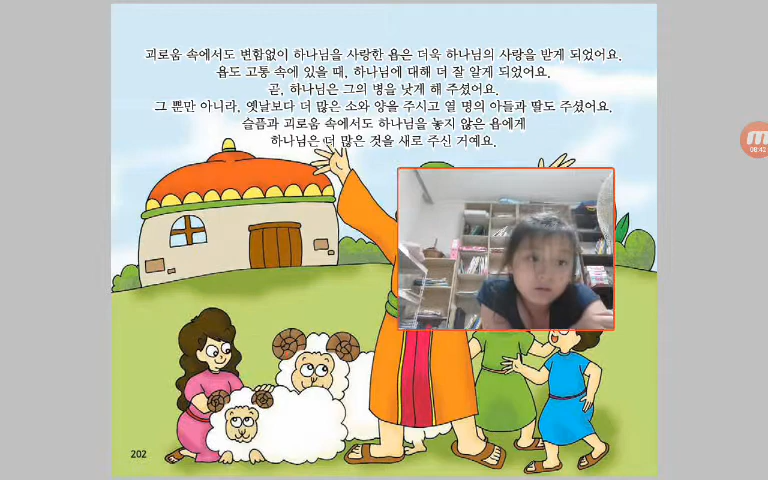 괴로움 속에서도 변함없이 하나님을 사랑한 욥은 더욱 하나님의 사랑을 받게 되었어요.
욥도 고통 속에 있을 때, 하나님에 대해 더 잘 알게 되었어요.
곧, 하나님은 그의 병을 낫게 해 주셨어요.
그 뿐만 아니라, 옛날보다 더 많은 소와 양을 주시고 열 명의 아들과 딸도 주셨어요.
슬픔과 괴로움 속에서도 하나님을 놓지 않은 욥에게
하나님은 더 많은 것을 새로 주신 거예요.
08:42
202